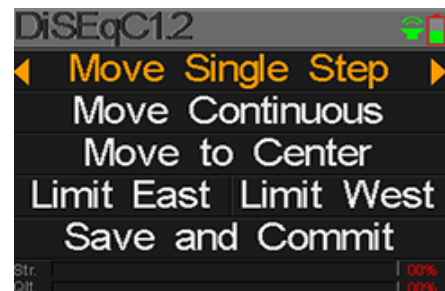 DiSEqC1.2
Move Single Step
Move Continuous
Move to Center
Limit East Limit West
Save and Commit
Str. 00%
Qlt. 00%